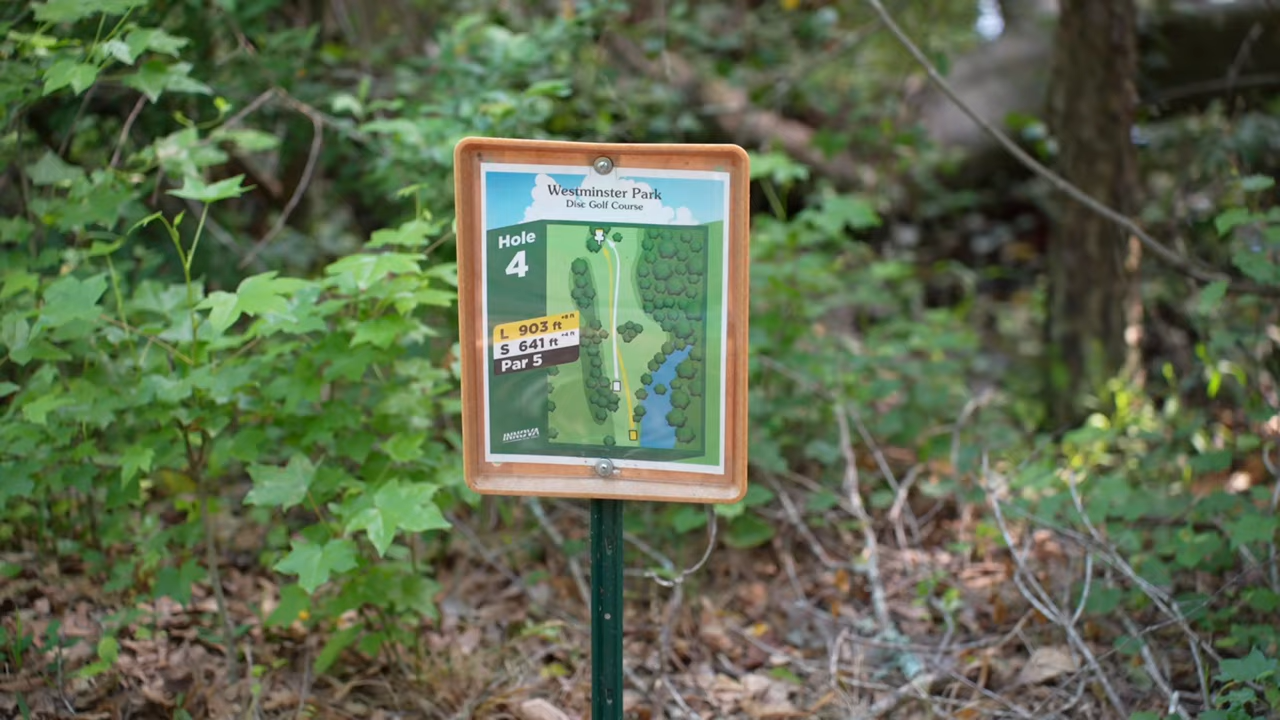 Westminster Park
Disc Golf Course
Hole
4
L 903 ft
S 641 ft
Par 5
INNOVA